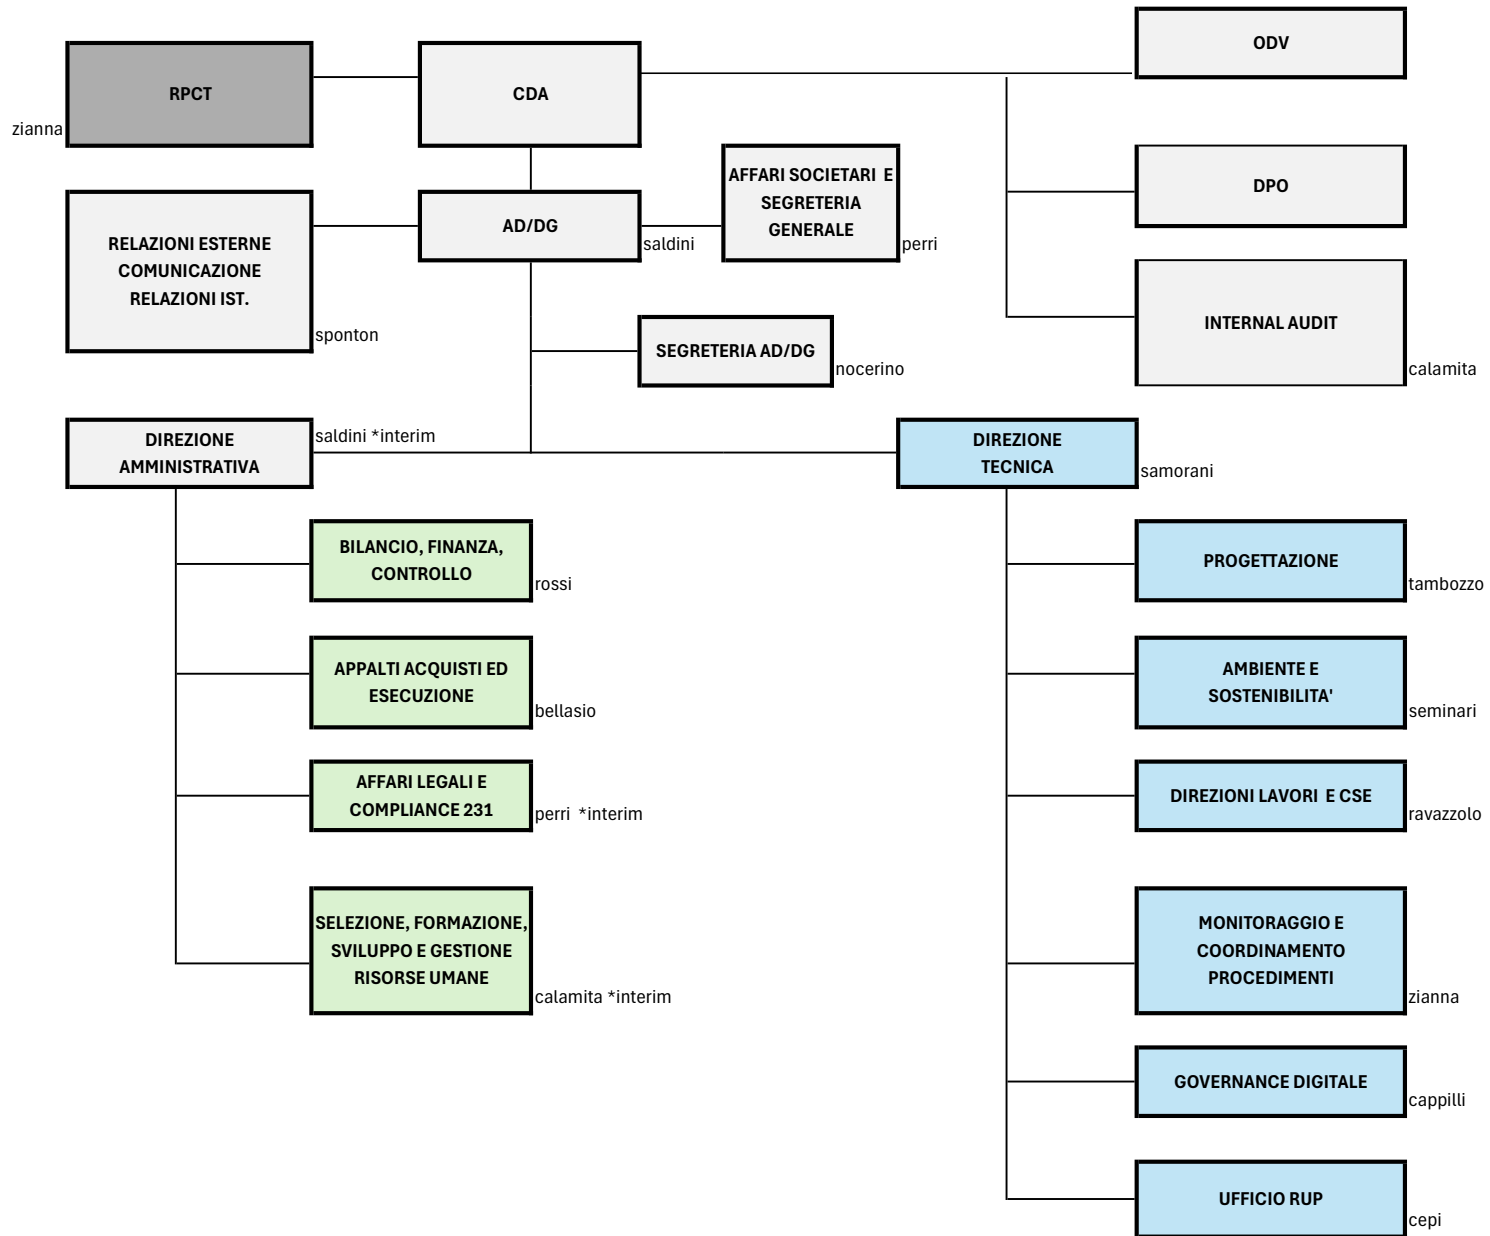 ODV
RPCT
CDA
zianna
AFFARI SOCIETARI E
SEGRETERIA
GENERALE
perri
DPO
RELAZIONI ESTERNE
COMUNICAZIONE
RELAZIONI IST.
sponton
AD/DG
saldini
INTERNAL AUDIT
calamita
SEGRETERIA AD/DG
nocerino
DIREZIONE
AMMINISTRATIVA
saldini *interim
DIREZIONE
TECNICA
samorani
BILANCIO, FINANZA,
CONTROLLO
rossi
PROGETTAZIONE
tambozzo
APPALTI ACQUISTI ED
ESECUZIONE
bellasio
AMBIENTE E
SOSTENIBILITA'
seminari
AFFARI LEGALI E
COMPLIANCE 231
perri *interim
DIREZIONI LAVORI E CSE
ravazzolo
SELEZIONE, FORMAZIONE,
SVILUPPO E GESTIONE
RISORSE UMANE
calamita *interim
MONITORAGGIO E
COORDINAMENTO
PROCEDIMENTI
zianna
GOVERNANCE DIGITALE
cappilli
UFFICIO RUP
cepi